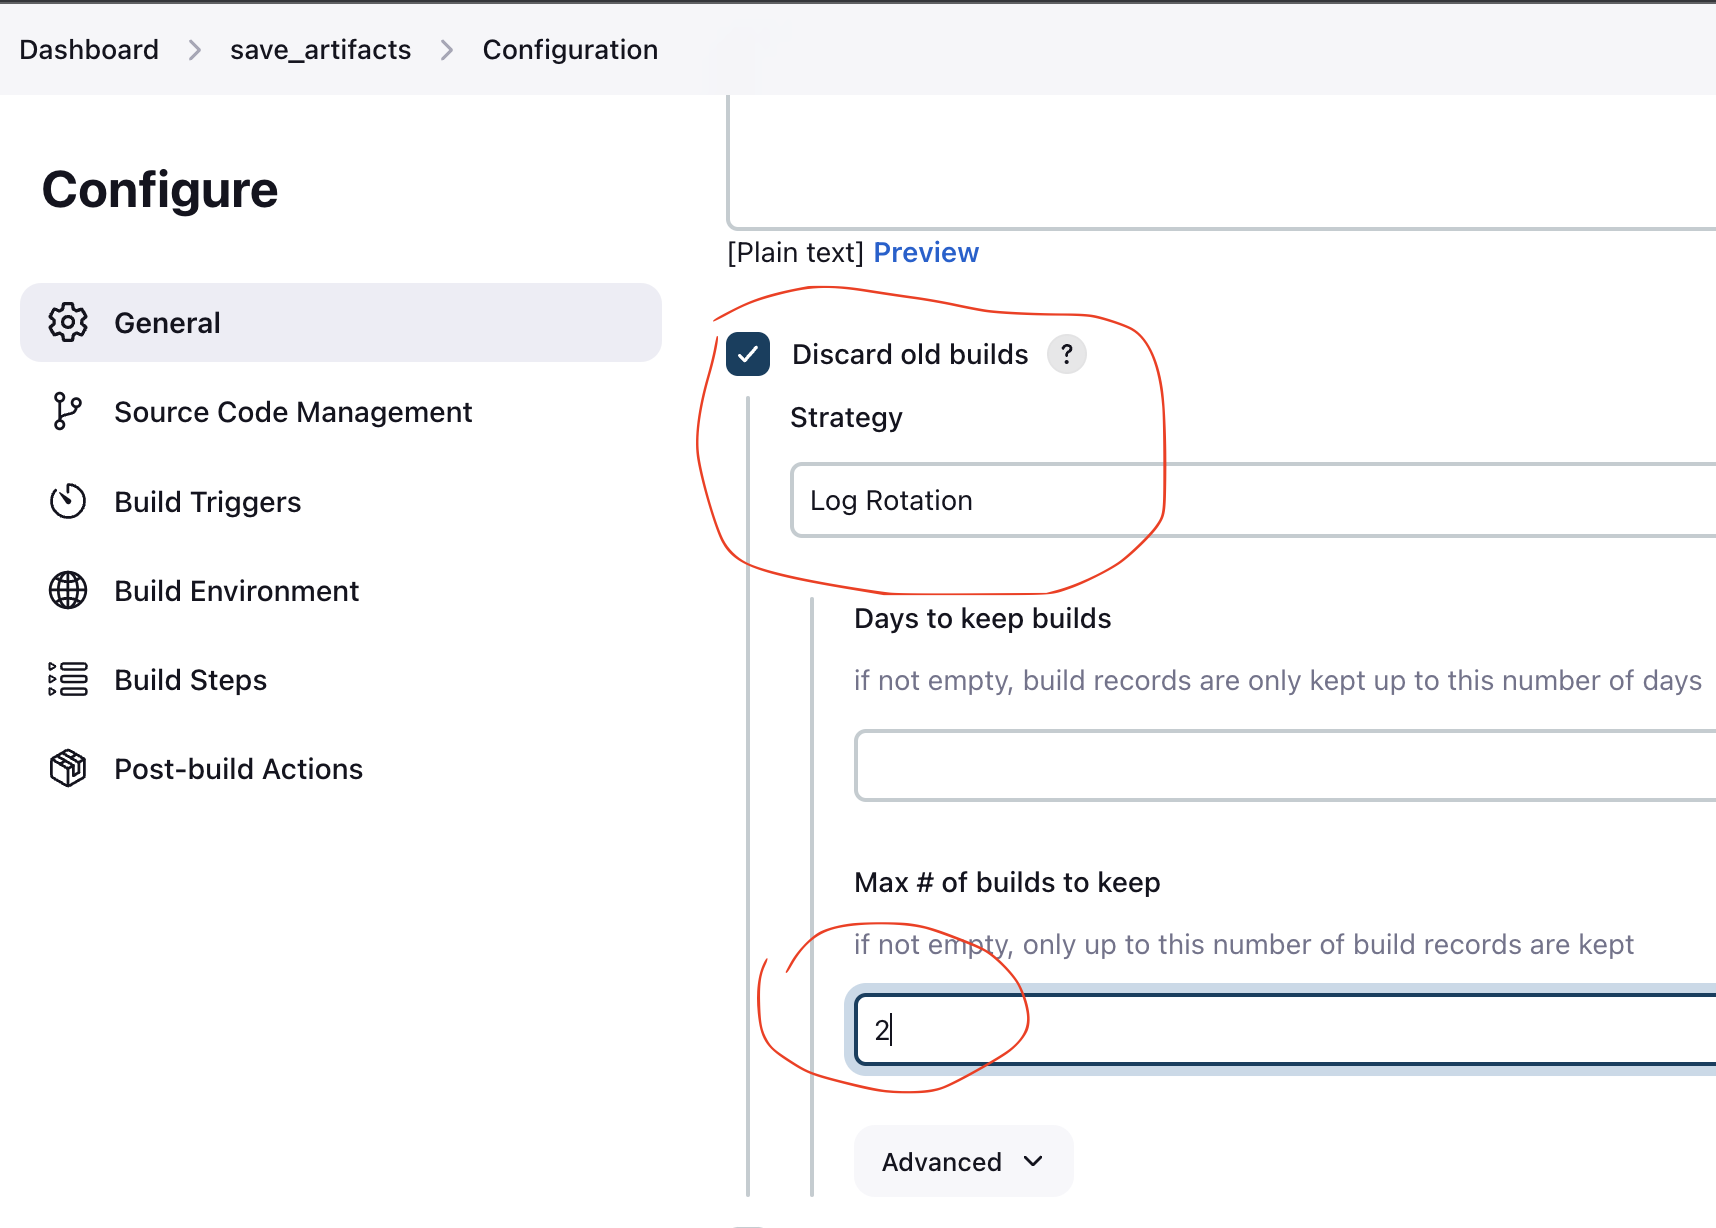 Dashboard > save_artifacts > Configuration
Configure
General
Source Code Management
Build Triggers
Build Environment
Build Steps
Post-build Actions
[Plain text] Preview
Discard old builds ?
Strategy
Log Rotation
Days to keep builds
if not empty, build records are only kept up to this number of days
Max # of builds to keep
if not empty, only up to this number of build records are kept
2
Advanced